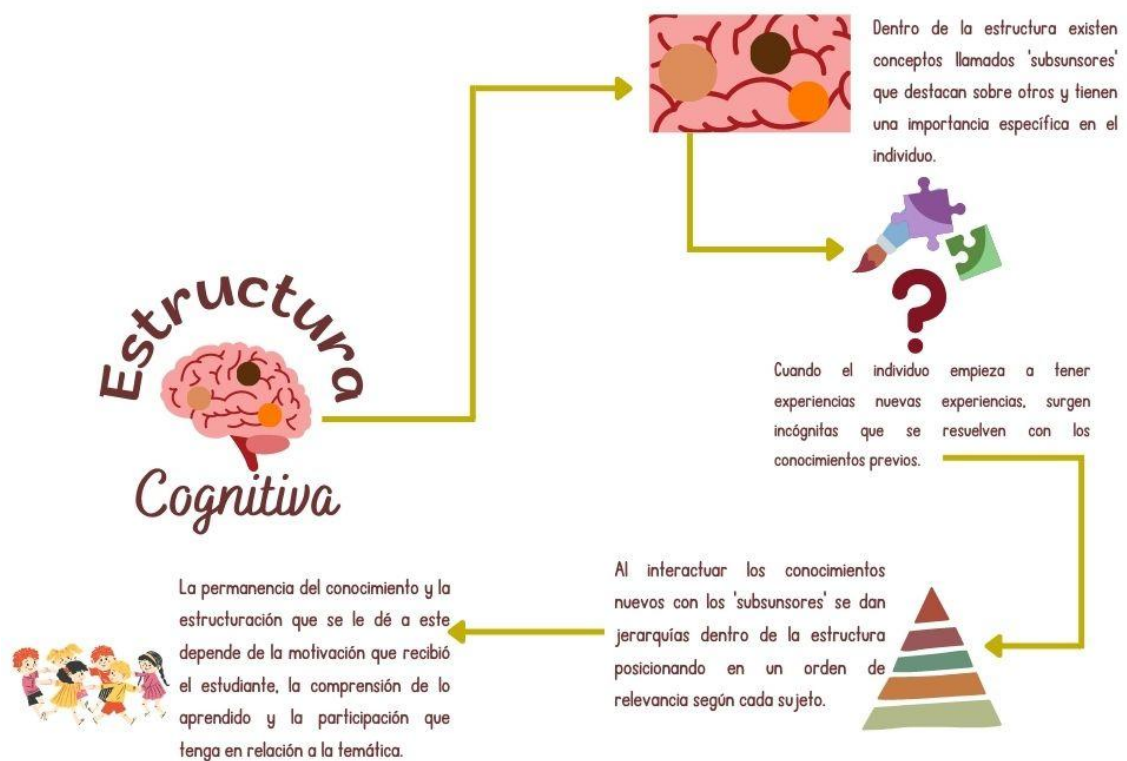 Estructura
Cognitiva
Dentro de la estructura existen
conceptos llamados 'subsunsores'
que destacan sobre otros y tienen
una importancia específica en el
individuo.
Cuando el individuo empieza a tener
experiencias nuevas experiencias, surgen
incógnitas que se resuelven con los
conocimientos previos.
Al interactuar los conocimientos
nuevos con los 'subsunsores' se dan
jerarquías dentro de la estructura
posicionando en un orden de
relevancia según cada sujeto.
La permanencia del conocimiento y la
estructuración que se le dé a este
depende de la motivación que recibió
el estudiante, la comprensión de lo
aprendido y la participación que
tenga en relación a la temática.